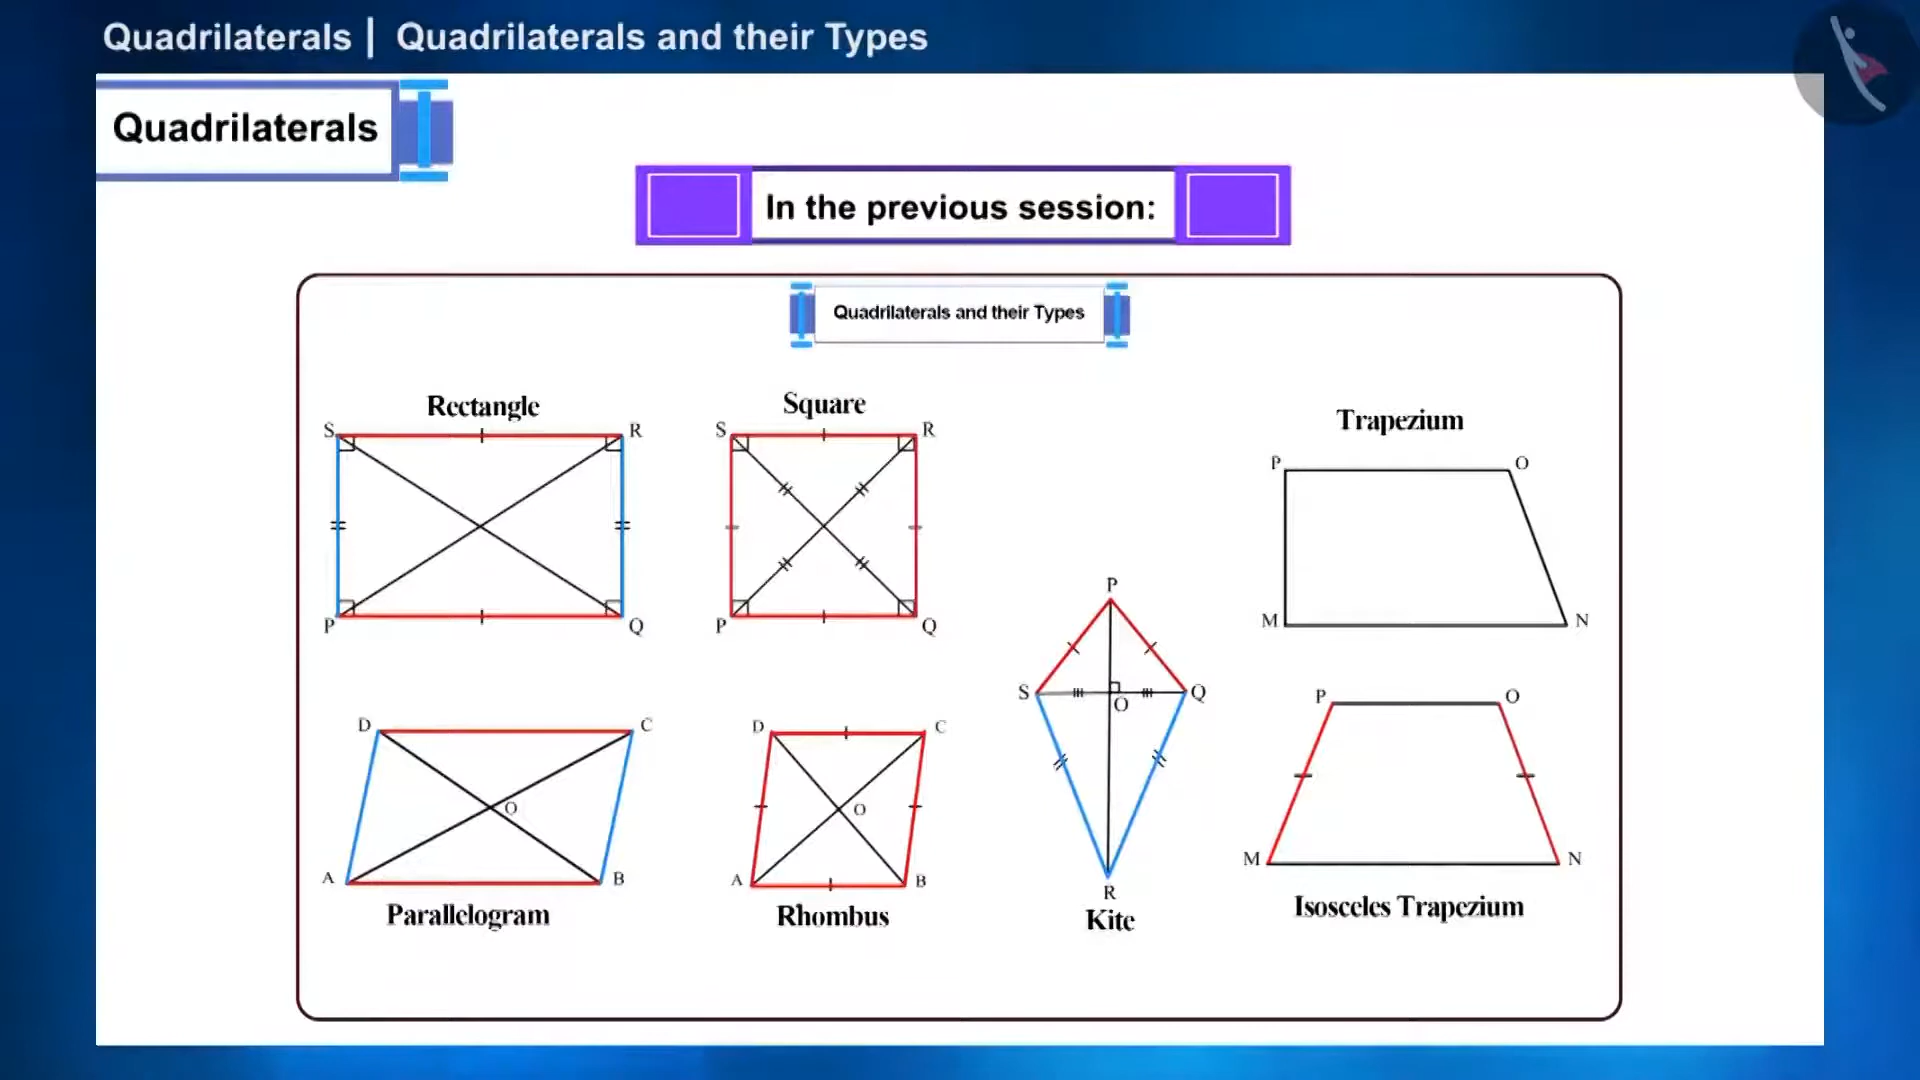 Quadrilaterals | Quadrilaterals and their Types
Quadrilaterals
In the previous session:
Quadrilaterals and their Types
Rectangle
S R
P Q
Square
S R
P Q
Trapezium
P O
M N
D C
O
A B
Parallelogram
D C
O
A B
Rhombus
P
S Q
O
R
Kite
P O
M N
Isosceles Trapezium